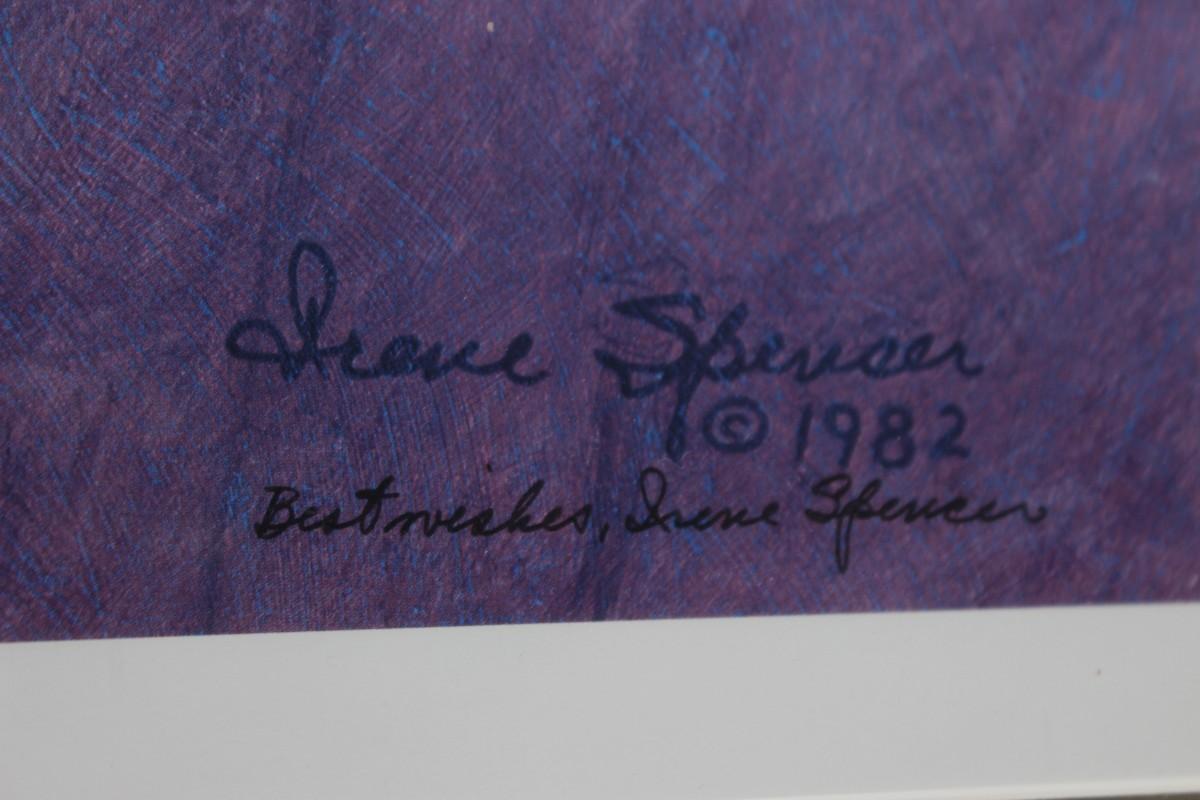 Irene Spencer
© 1982
Best wishes, Irene Spencer